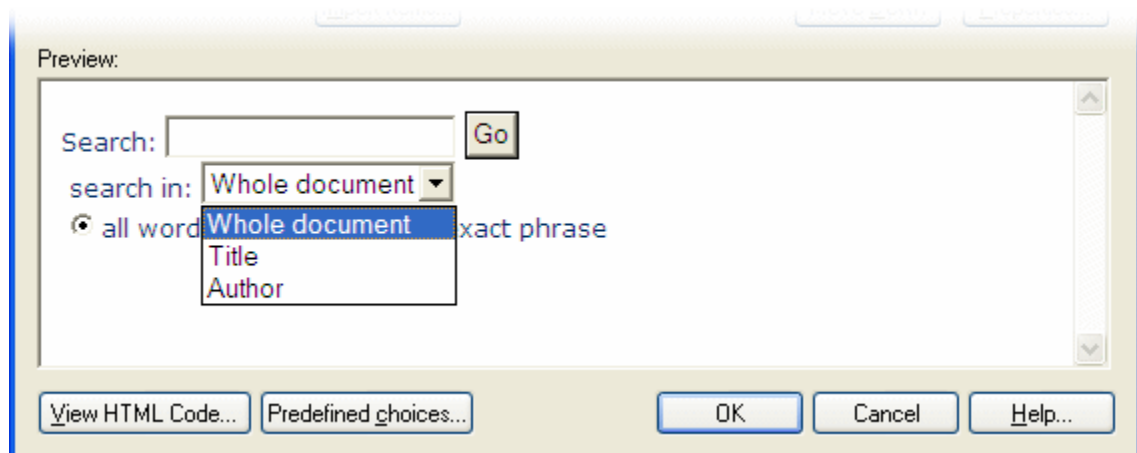 Preview:
Search: Go
search in: Whole document
all word xact phrase
Whole document
Title
Author
View HTML Code... Predefined choices... OK Cancel Help...